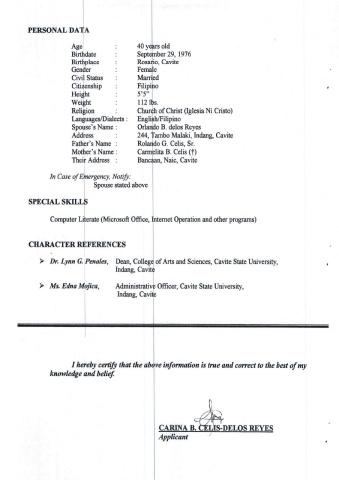 PERSONAL DATA
Age : 40 years old
Birthdate : September 29, 1976
Birthplace : Rosario, Cavite
Gender : Female
Civil Status : Married
Citizenship : Filipino
Height : 5'5"
Weight : 112 lbs.
Religion : Church of Christ (Iglesia Ni Cristo)
Languages/Dialects : English/Filipino
Spouse's Name : Orlando B. delos Reyes
Address : 244, Tambo Malaki, Indang, Cavite
Father's Name : Rolando G. Celis, Sr.
Mother's Name : Carmelita B. Celis (†)
Their Address : Bancaan, Naic, Cavite
In Case of Emergency, Notify:
Spouse stated above
SPECIAL SKILLS
Computer Literate (Microsoft Office, Internet Operation and other programs)
CHARACTER REFERENCES
➤ Dr. Lynn G. Penales, Dean, College of Arts and Sciences, Cavite State University,
Indang, Cavite
➤ Ms. Edna Mojica, Administrative Officer, Cavite State University,
Indang, Cavite
I hereby certify that the above information is true and correct to the best of my
knowledge and belief.
CARINA B. CELIS-DELOS REYES
Applicant